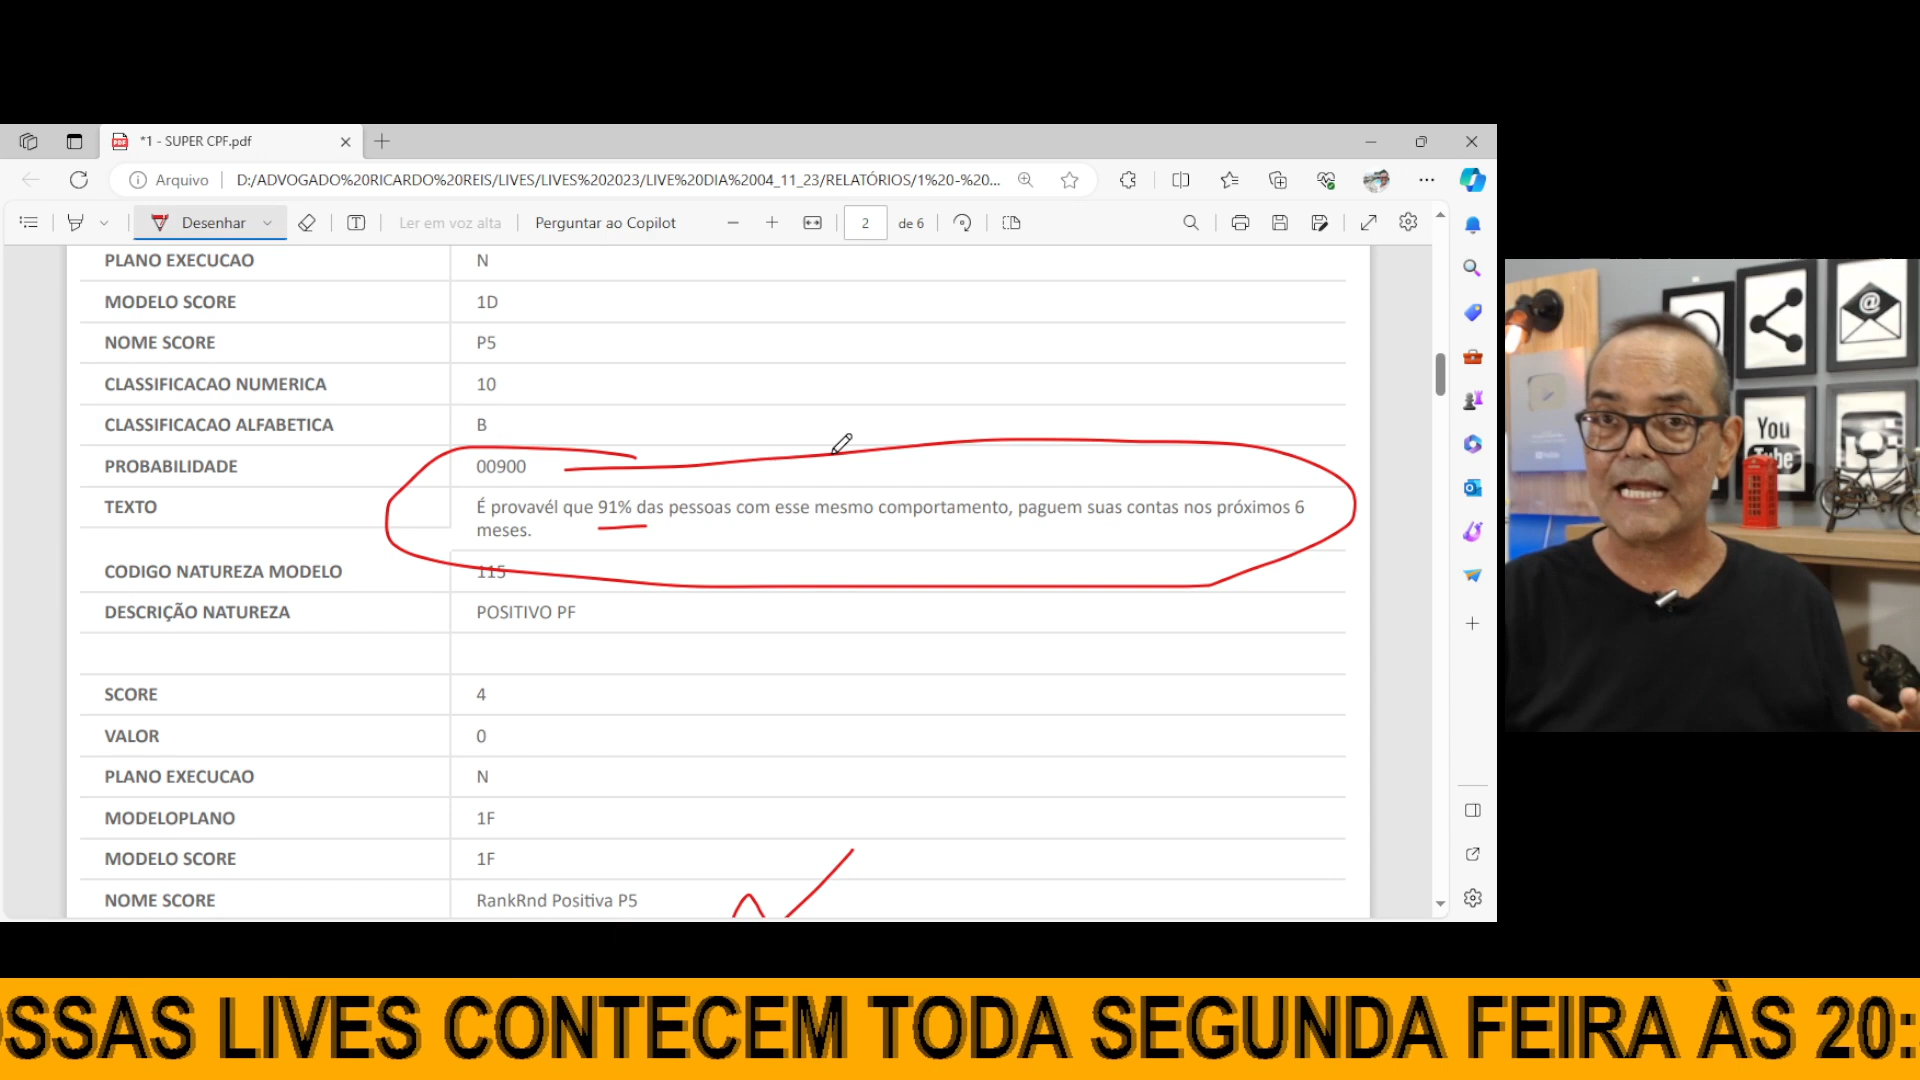 *1 - SUPER CPF.pdf
Arquivo
D:/ADVOGADO%20RICARDO%20REIS/LIVES/LIVES%202023/LIVE%20DIA%2004_11_23/RELATÓRIOS/1%20-%20...
Desenhar
Ler em voz alta
Perguntar ao Copilot
2
de 6
PLANO EXECUCAO N
MODELO SCORE 1D
NOME SCORE P5
CLASSIFICACAO NUMERICA 10
CLASSIFICACAO ALFABETICA B
PROBABILIDADE 00900
TEXTO É provavél que 91% das pessoas com esse mesmo comportamento, paguem suas contas nos próximos 6
meses.
CODIGO NATUREZA MODELO 115
DESCRIÇÃO NATUREZA POSITIVO PF
SCORE 4
VALOR 0
PLANO EXECUCAO N
MODELOPLANO 1F
MODELO SCORE 1F
NOME SCORE RankRnd Positiva P5
You
Tube
OSSAS LIVES CONTECEM TODA SEGUNDA FEIRA ÀS 20: